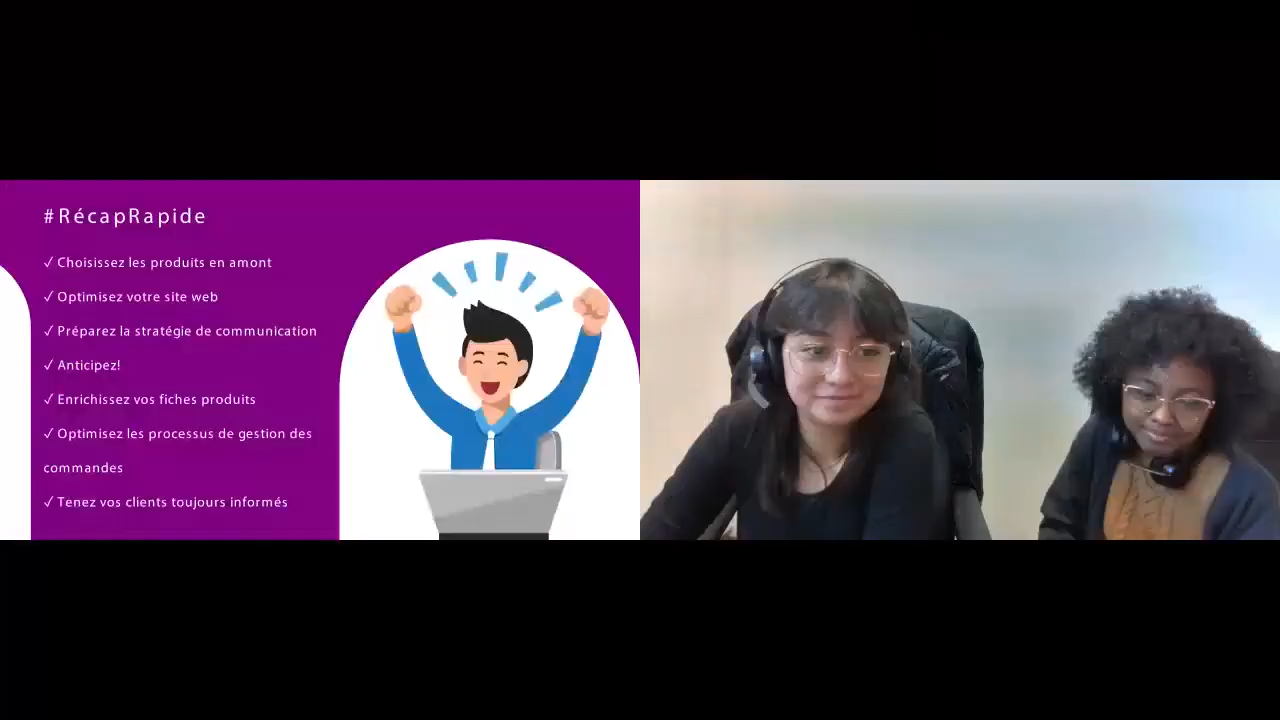 #RécapRapide
✓ Choisissez les produits en amont
✓ Optimisez votre site web
✓ Préparez la stratégie de communication
✓ Anticipez!
✓ Enrichissez vos fiches produits
✓ Optimisez les processus de gestion des
commandes
✓ Tenez vos clients toujours informés